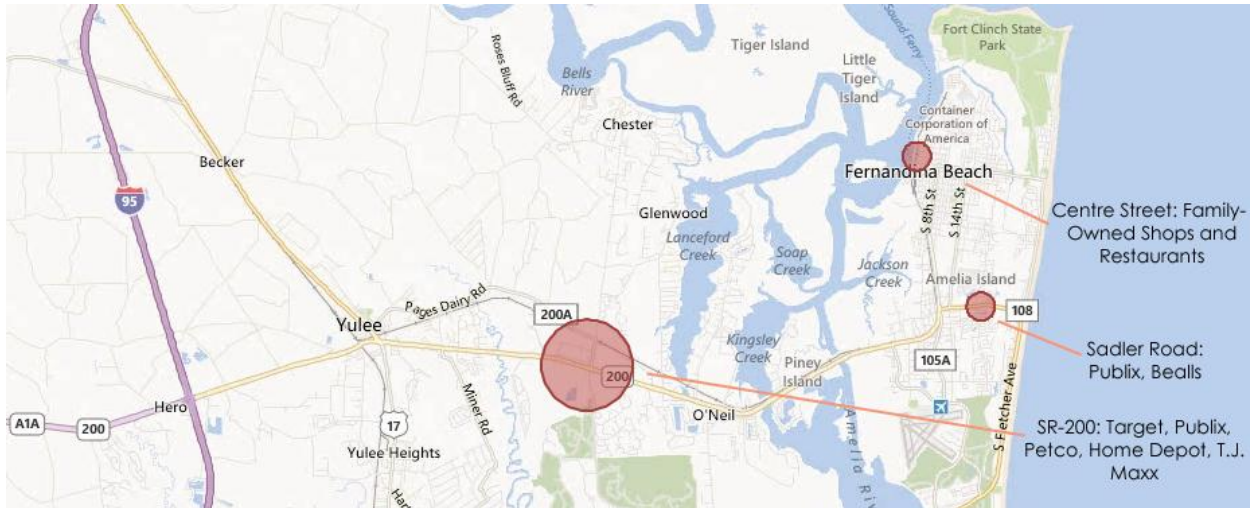 Sound Ferry
Fort Clinch State
Park
Tiger Island
Little
Tiger
Island
Roses Bluff Rd
Bells
River
Container
Corporation of
America
Chester
Becker
Fernandina Beach
95
S 8th St
S 14th St
Centre Street: Family-
Owned Shops and
Restaurants
Glenwood
Lanceford
Creek
Soap
Creek
Jackson
Creek
Amelia Island
Pages Dairy Rd
200A
108
Yulee
Kingsley
Creek
Piney
Island
105A
Sadler Road:
Publix, Bealls
200
S Fletcher Ave
Hero
Miner Rd
O'Neil
A1A
200
17
Yulee Heights
Amelia Riv
SR-200: Target, Publix,
Petco, Home Depot, T.J.
Maxx